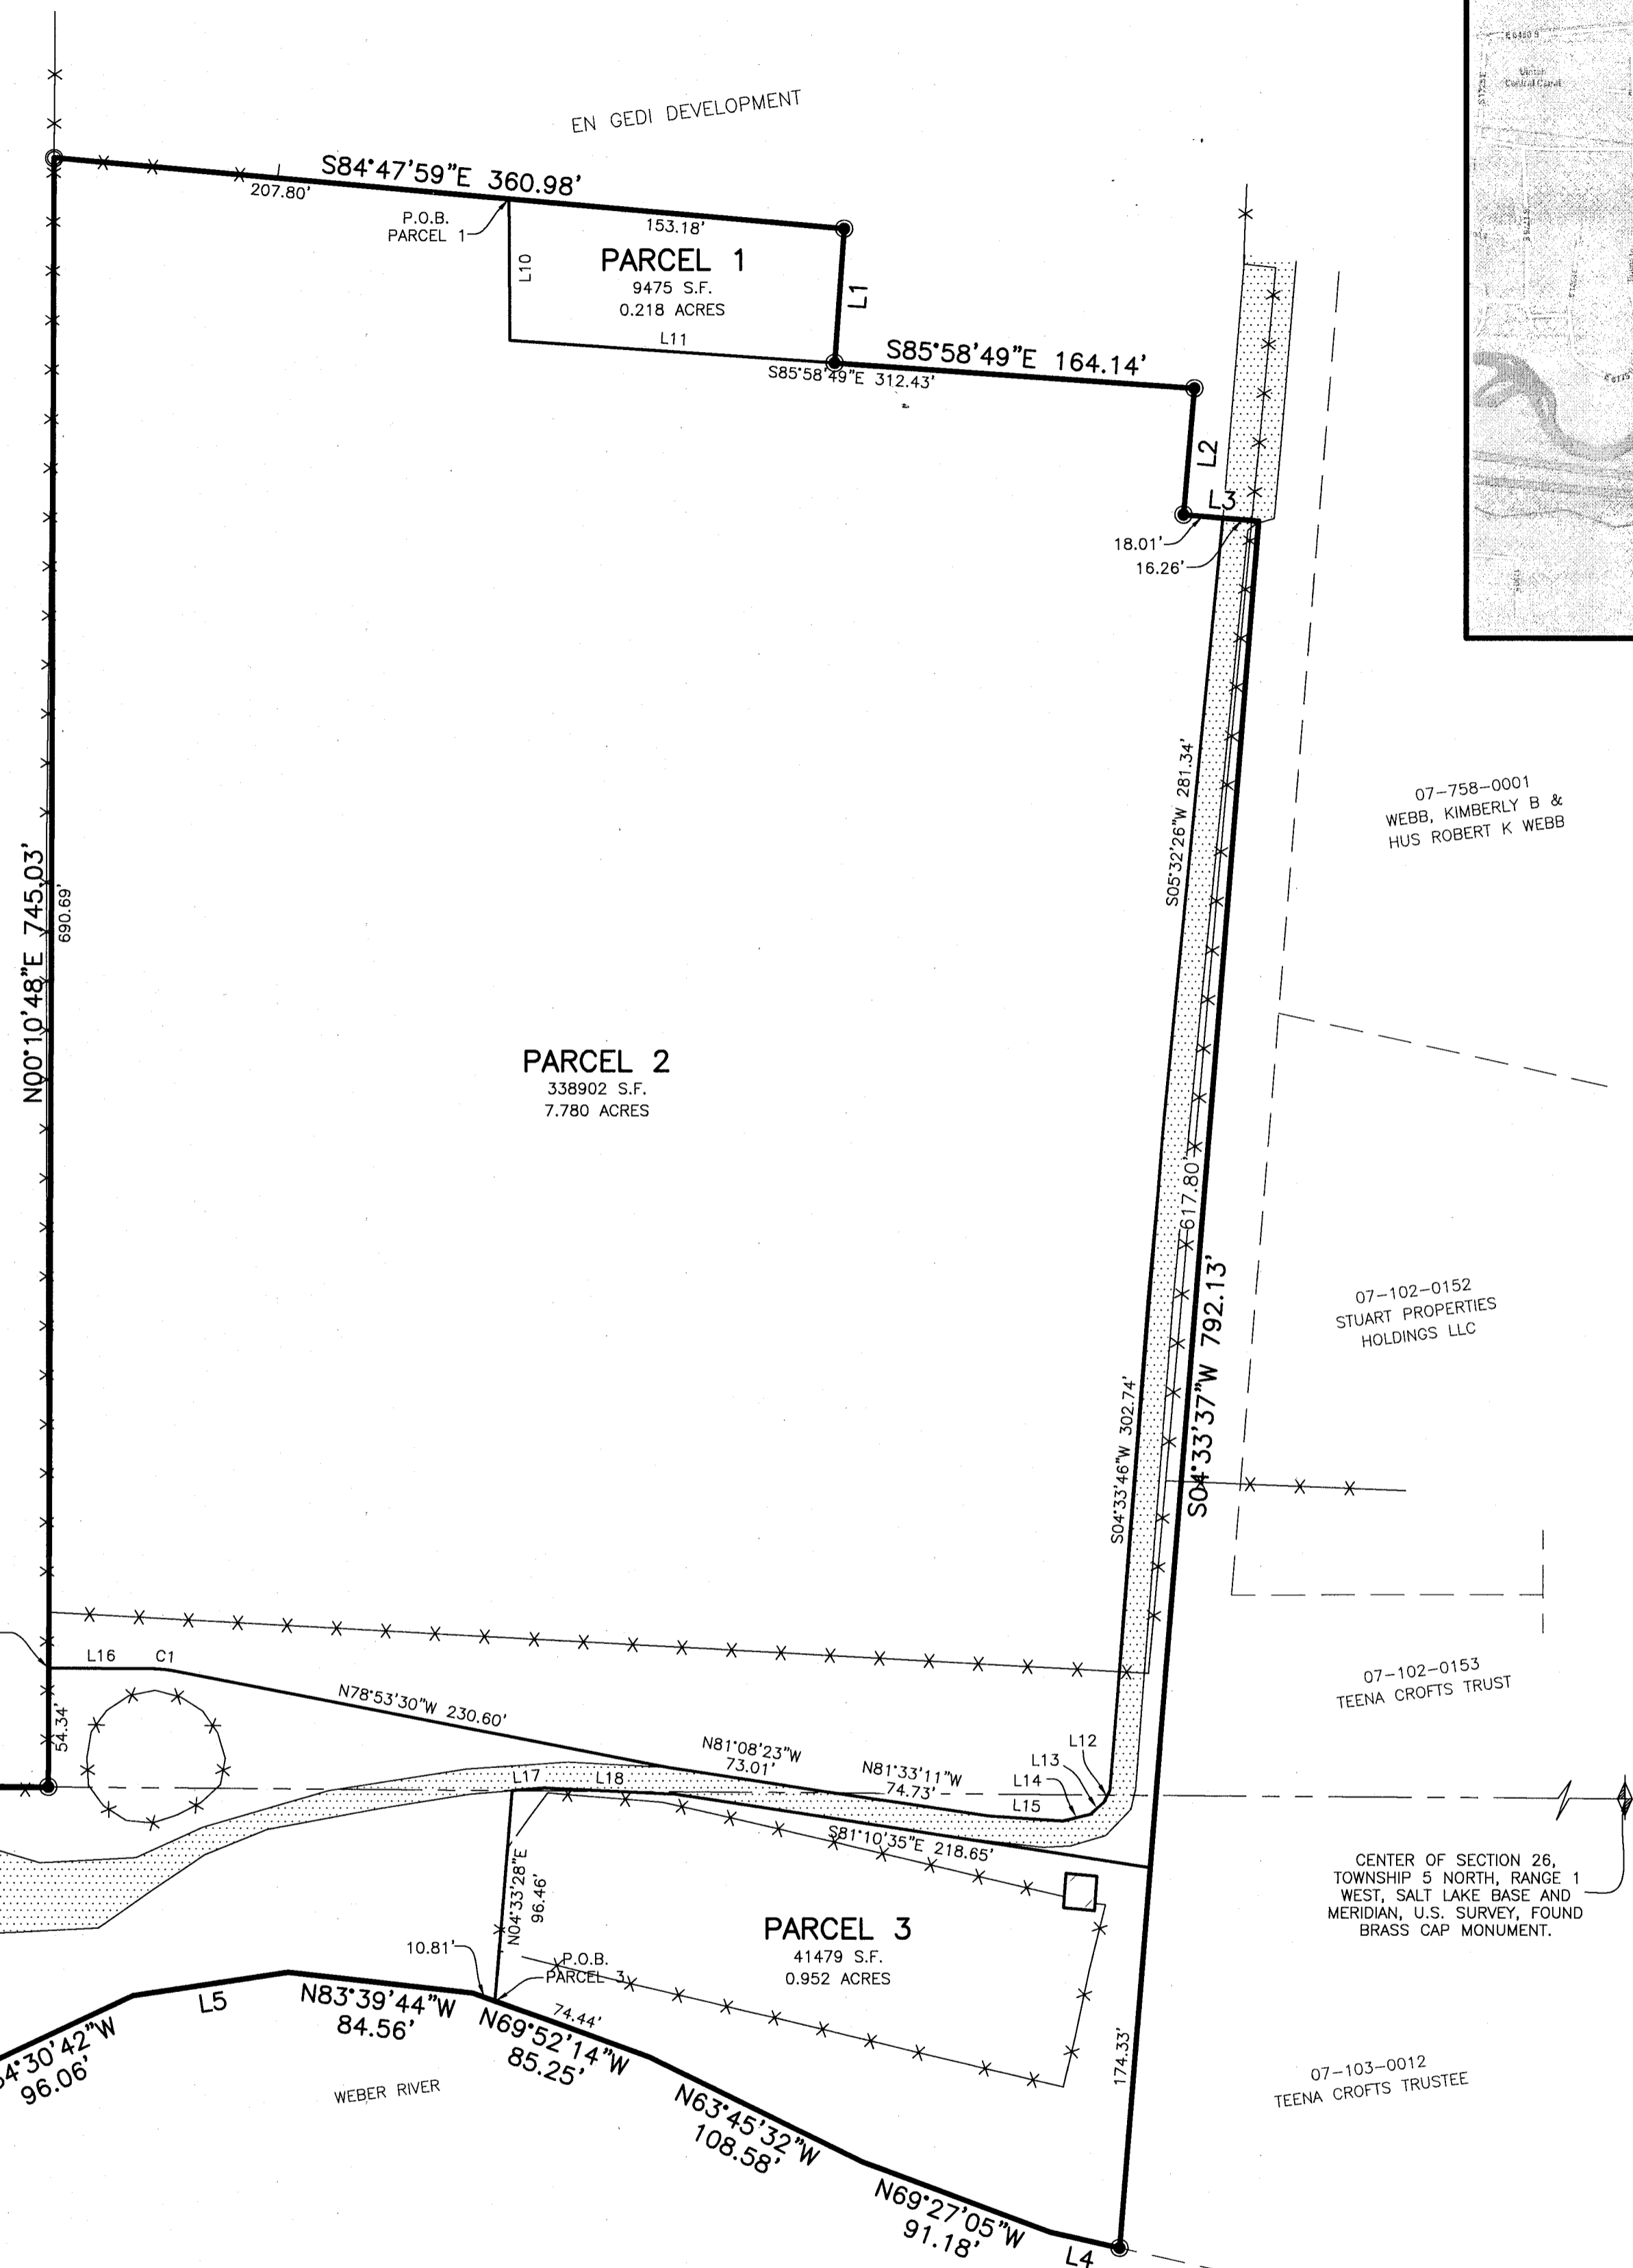 EN GEDI DEVELOPMENT
S84°47'59"E 360.98'
207.80'
P.O.B.
PARCEL 1
153.18'
L10
PARCEL 1
9475 S.F.
0.218 ACRES
L1
L11
S85°58'49"E 164.14'
S85°58'49"E 312.43'
L2
L3
18.01'
16.26'
Central Canal
S05°32'26"W 281.34'
07-758-0001
WEBB, KIMBERLY B &
HUS ROBERT K WEBB
N00°10'48"E 745.03'
690.69'
PARCEL 2
338902 S.F.
7.780 ACRES
617.80'
S04°33'37"W 792.13'
S04°33'46"W 302.74'
07-102-0152
STUART PROPERTIES
HOLDINGS LLC
L16
C1
54.34'
N78°53'30"W 230.60'
N81°08'23"W
73.01'
N81°33'11"W
74.73'
L12
L13
L14
L15
L17
L18
07-102-0153
TEENA CROFTS TRUST
S81°10'35"E 218.65'
N04°33'28"E
96.46'
CENTER OF SECTION 26,
TOWNSHIP 5 NORTH, RANGE 1
WEST, SALT LAKE BASE AND
MERIDIAN, U.S. SURVEY, FOUND
BRASS CAP MONUMENT.
PARCEL 3
41479 S.F.
0.952 ACRES
10.81'
P.O.B.
PARCEL 3
74.44'
L5
N83°39'44"W
84.56'
N69°52'14"W
85.25'
4°30'42"W
96.06'
WEBER RIVER
N63°45'32"W
108.58'
174.33'
07-103-0012
TEENA CROFTS TRUSTEE
N69°27'05"W
91.18'
L4